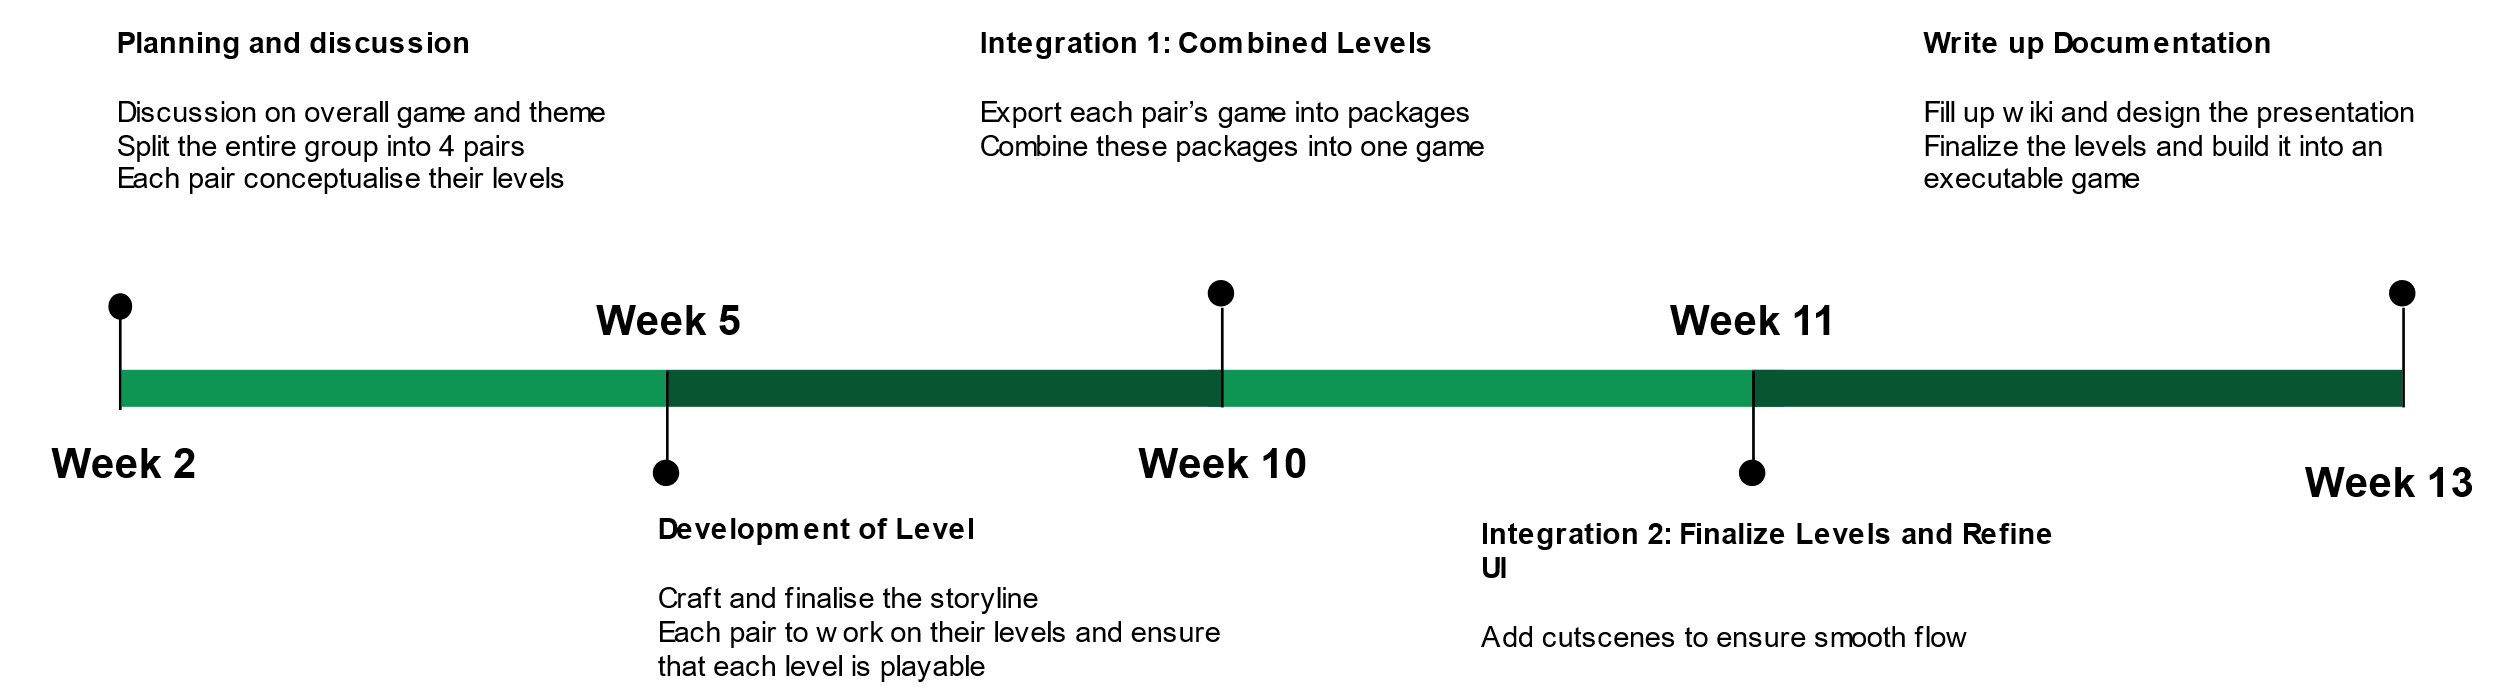 Planning and discussion
Discussion on overall game and theme
Split the entire group into 4 pairs
Each pair conceptualise their levels
Integration 1: Combined Levels
Export each pair's game into packages
Combine these packages into one game
Write up Documentation
Fill up wiki and design the presentation
Finalize the levels and build it into an
executable game
Week 5
Week 11
Week 2
Week 10
Week 13
Development of Level
Craft and finalise the storyline
Each pair to work on their levels and ensure
that each level is playable
Integration 2: Finalize Levels and Refine
UI
Add cutscenes to ensure smooth flow